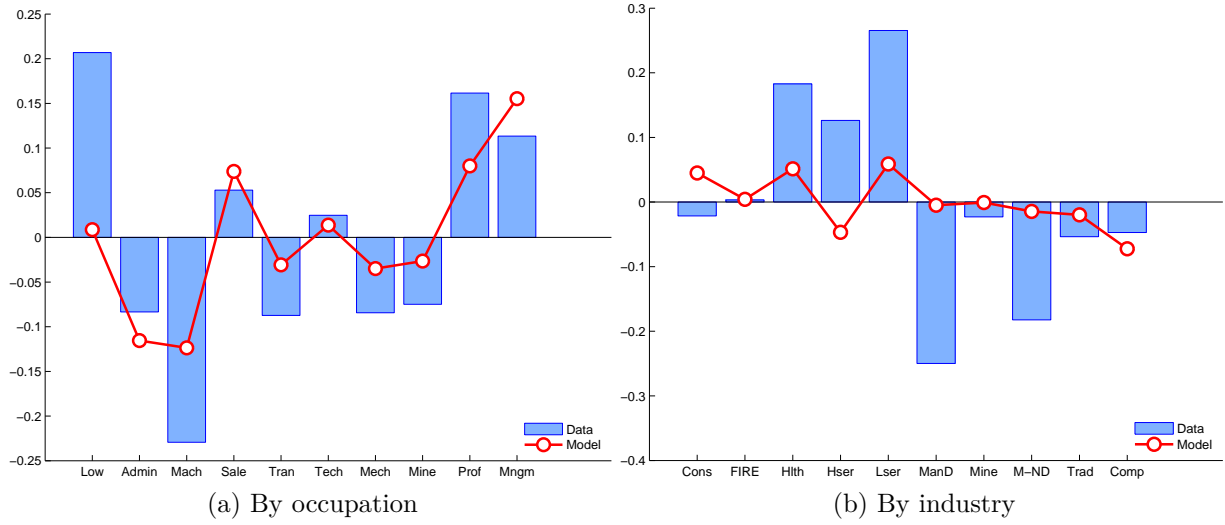 0.25
0.2
0.15
0.1
0.05
0
−0.05
−0.1
−0.15
−0.2
−0.25
Low Admin Mach Sale Tran Tech Mech Mine Prof Mngm
Data
Model
(a) By occupation
0.3
0.2
0.1
0
−0.1
−0.2
−0.3
−0.4
Cons FIRE Hlth Hser Lser ManD Mine M−ND Trad Comp
Data
Model
(b) By industry